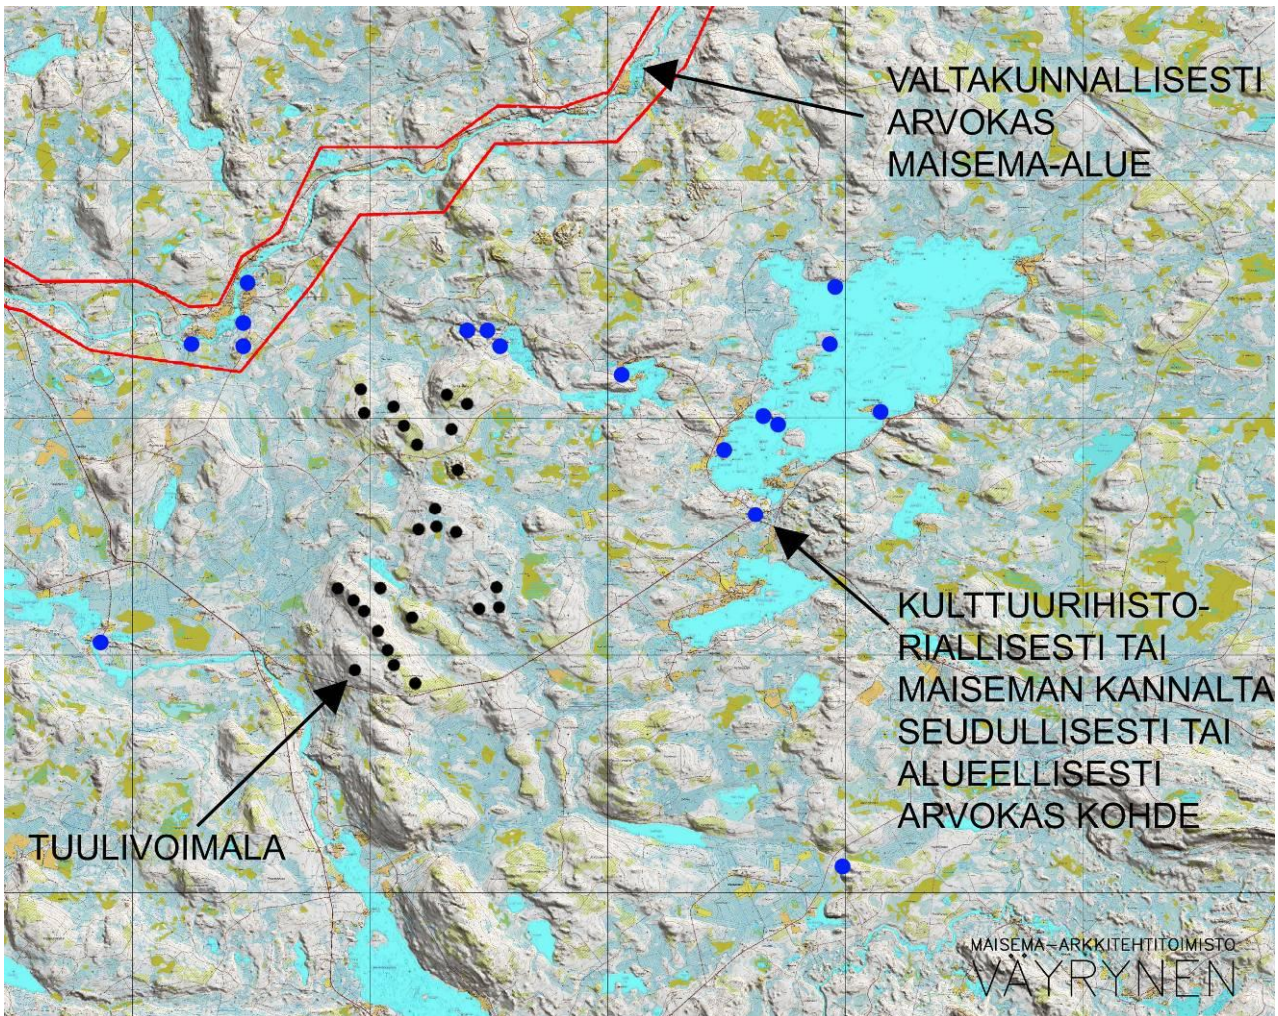 VALTAKUNNALLISESTI
ARVOKAS
MAISEMA-ALUE
KULTTUURIHISTO-
RIALLISESTI TAI
MAISEMAN KANNALTA
SEUDULLISESTI TAI
ALUEELLISESTI
ARVOKAS KOHDE
TUULIVOIMALA
MAISEMA-ARKKITEHTITOIMISTO
VÄYRYNEN